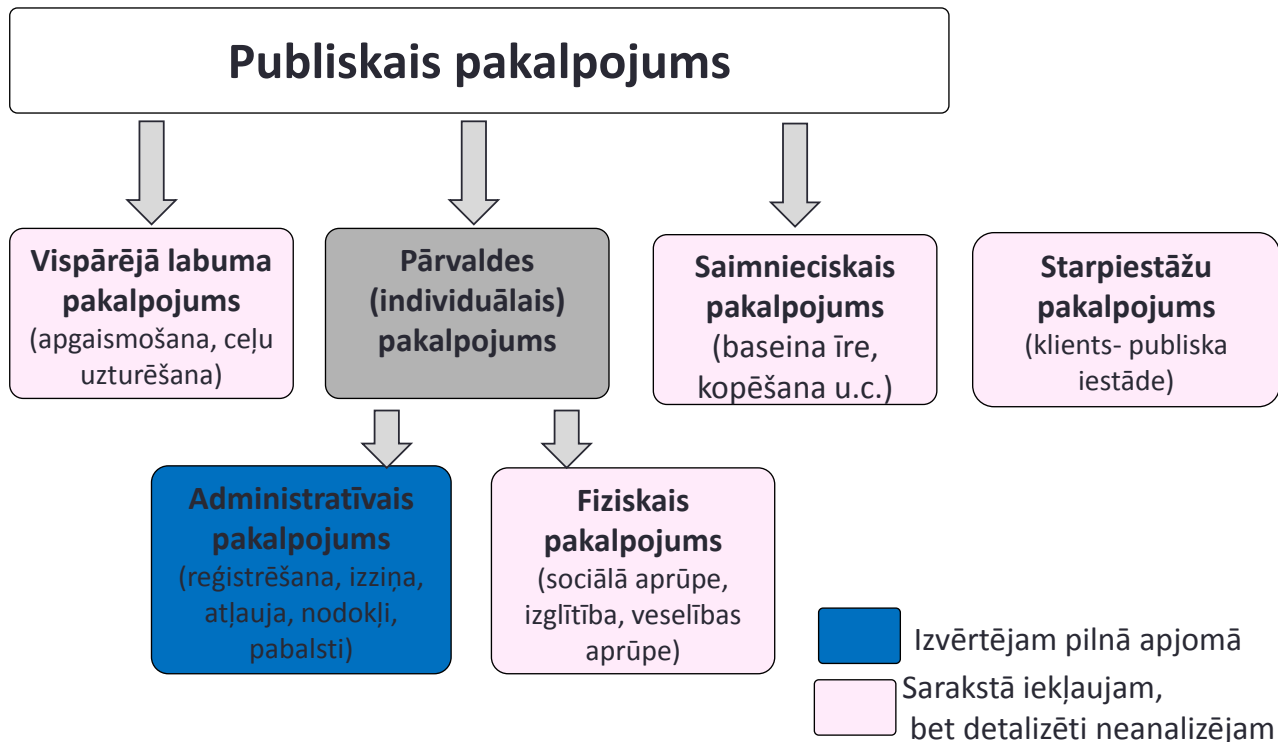 Publiskais pakalpojums
Vispārējā labuma
pakalpojums
(apgaismošana, ceļu
uzturēšana)
Pārvaldes
(individuālais)
pakalpojums
Saimnieciskais
pakalpojums
(baseina īre,
kopēšana u.c.)
Starpiestāžu
pakalpojums
(klients- publiska
iestāde)
Administratīvais
pakalpojums
(reģistrēšana, izziņa,
atļauja, nodokļi,
pabalsti)
Fiziskais
pakalpojums
(sociālā aprūpe,
izglītība, veselības
aprūpe)
Izvērtējam pilnā apjomā
Sarakstā iekļaujam,
bet detalizēti neanalizējam